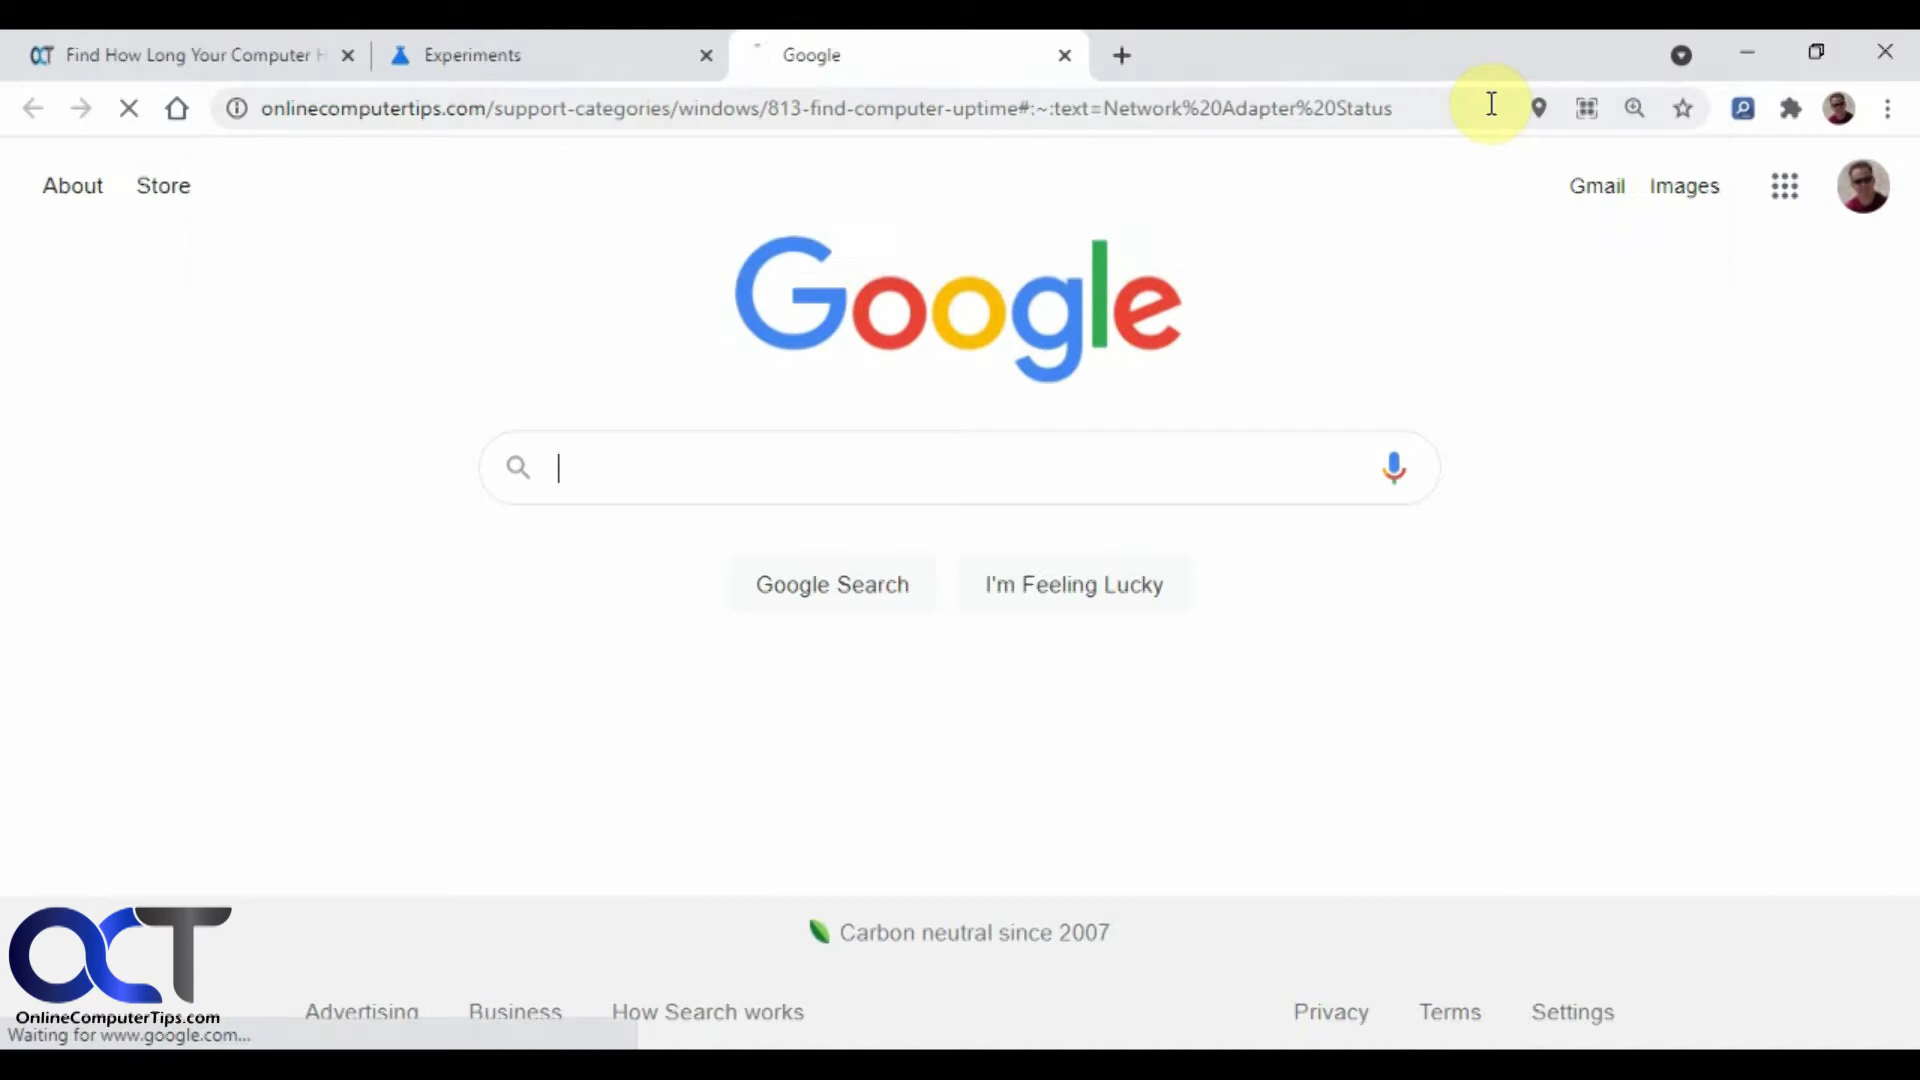 Find How Long Your Computer H
Experiments
Google
onlinecomputertips.com/support-categories/windows/813-find-computer-uptime#:~:text=Network%20Adapter%20Status
About Store
Gmail Images
Google
Google Search
I'm Feeling Lucky
Carbon neutral since 2007
OCT
OnlineComputerTips.com
Advertising Business How Search works
Privacy Terms Settings
Waiting for www.google.com...